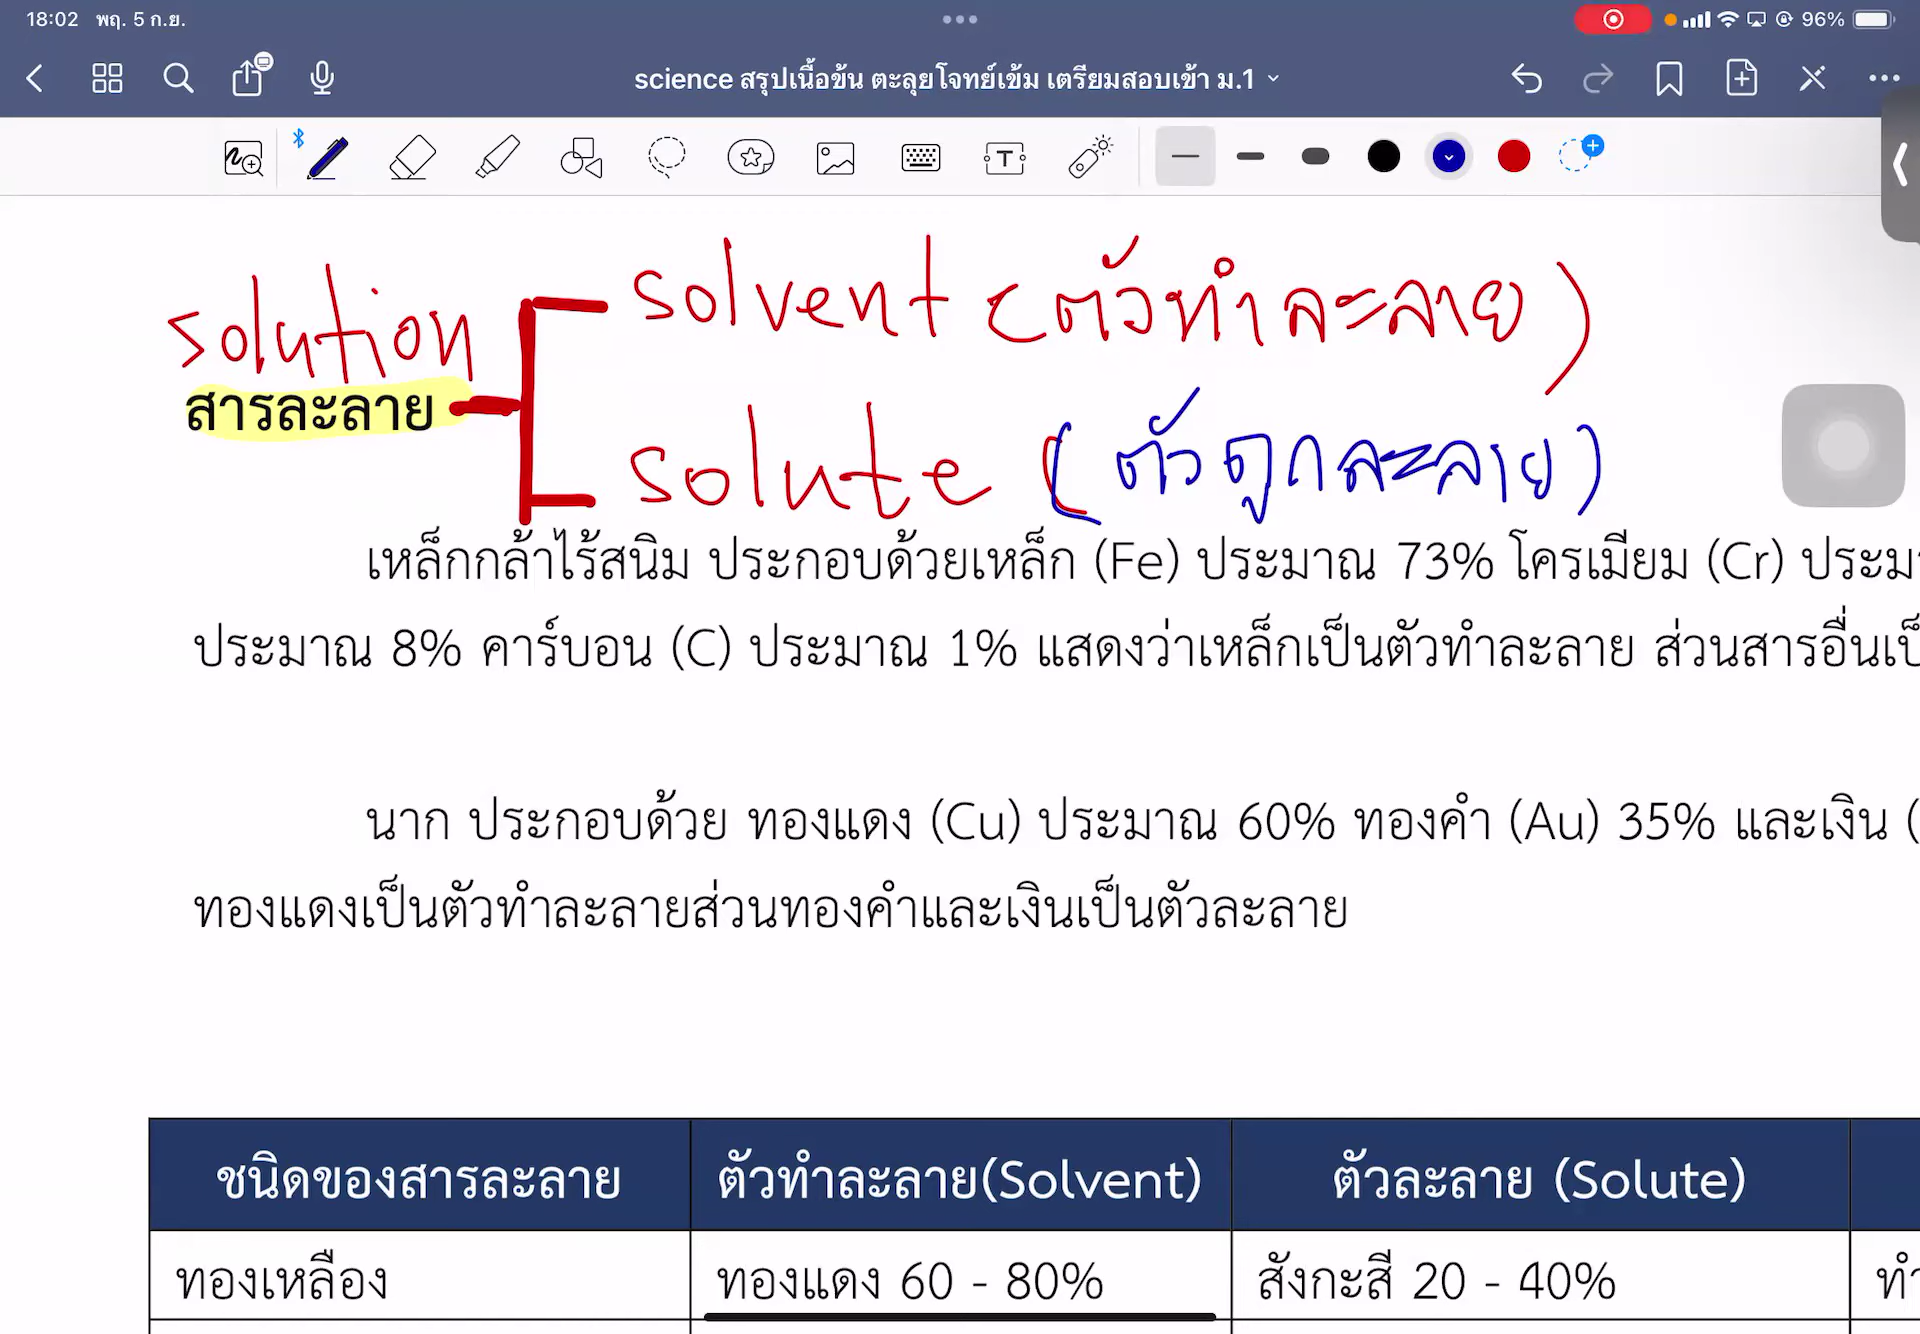 18:02 พฤ. 5 ก.ย.
96%
science สรุปเนื้อข้น ตะลุยโจทย์เข้ม เตรียมสอบเข้า ม.1
T
solution
solvent (ตัวทำละลาย)
สารละลาย
solute (ตัวถูกละลาย)
เหล็กกล้าไร้สนิม ประกอบด้วยเหล็ก (Fe) ประมาณ 73% โครเมียม (Cr)
ประมาณ 8% คาร์บอน (C) ประมาณ 1% แสดงว่าเหล็กเป็นตัวทำละลาย ส่วนสารอื่น
นาก ประกอบด้วย ทองแดง (Cu) ประมาณ 60% ทองคำ (Au) 35% และเงิน (
ทองแดงเป็นตัวทำละลายส่วนทองคำและเงินเป็นตัวละลาย
ชนิดของสารละลาย ตัวทำละลาย(Solvent) ตัวละลาย (Solute)
ทองเหลือง ทองแดง 60 - 80% สังกะสี 20 - 40%